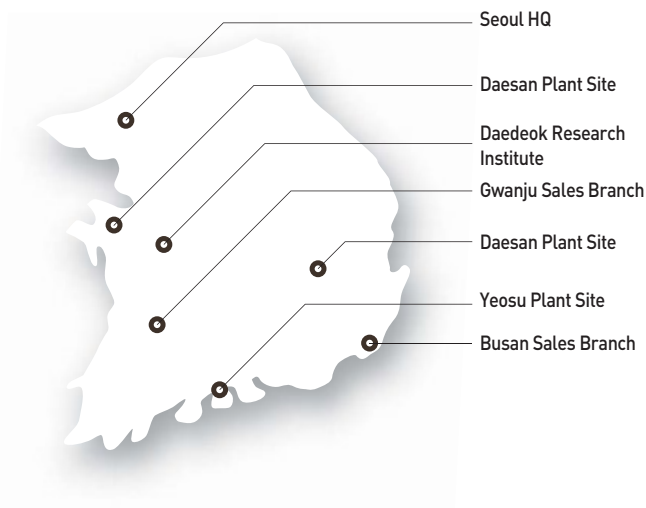 Seoul HQ
Daesan Plant Site
Daedeok Research
Institute
Gwanju Sales Branch
Daesan Plant Site
Yeosu Plant Site
Busan Sales Branch